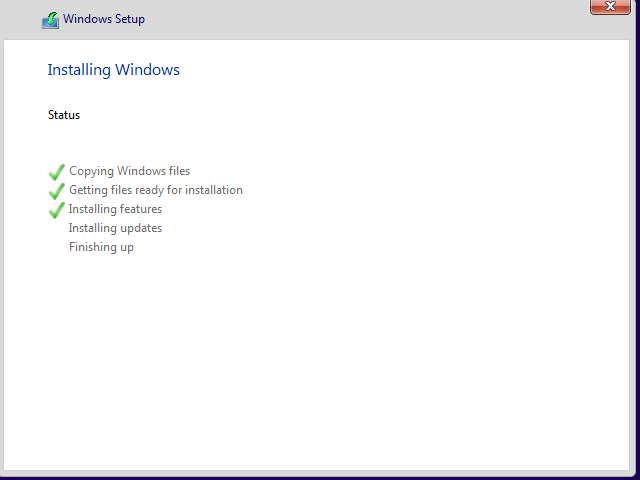 Windows Setup
Installing Windows
Status
Copying Windows files
Getting files ready for installation
Installing features
Installing updates
Finishing up